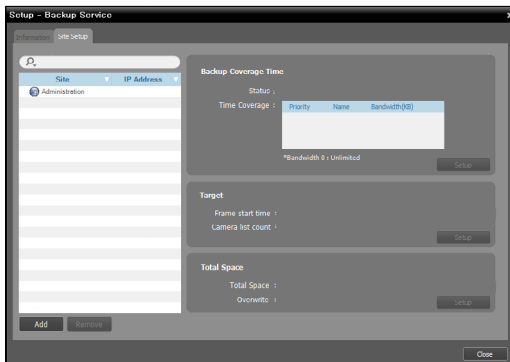 Setup - Backup Service
Information
Site Setup
Site
IP Address
Administration
Add
Remove
Backup Coverage Time
Status :
Time Coverage :
Priority
Name
Bandwidth(KB)
*Bandwidth 0 : Unlimited
Setup
Target
Frame start time :
Camera list count :
Setup
Total Space
Total Space :
Overwrite :
Setup
Close